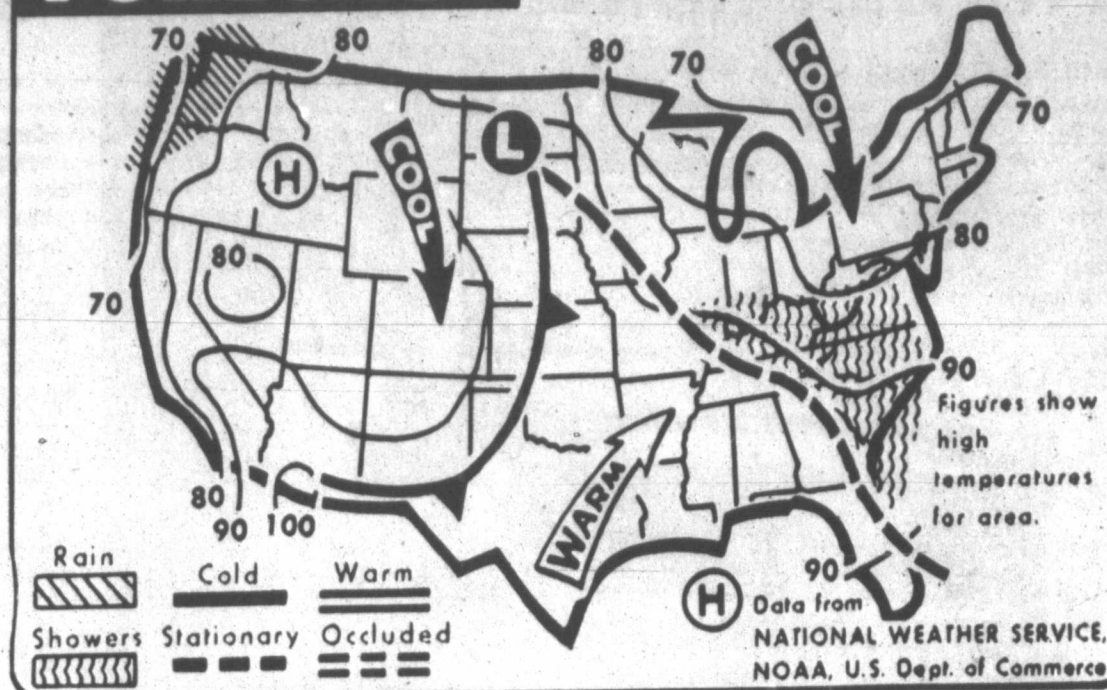 70
80
80
70
COOL
70
COOL
L
H
80
80
70
90
Figures show
high
temperatures
for area.
WARM
80
90
100
90
H
Data from
NATIONAL WEATHER SERVICE,
NOAA, U.S. Dept. of Commerce
Rain
Cold
Warm
Showers
Stationary
Occluded